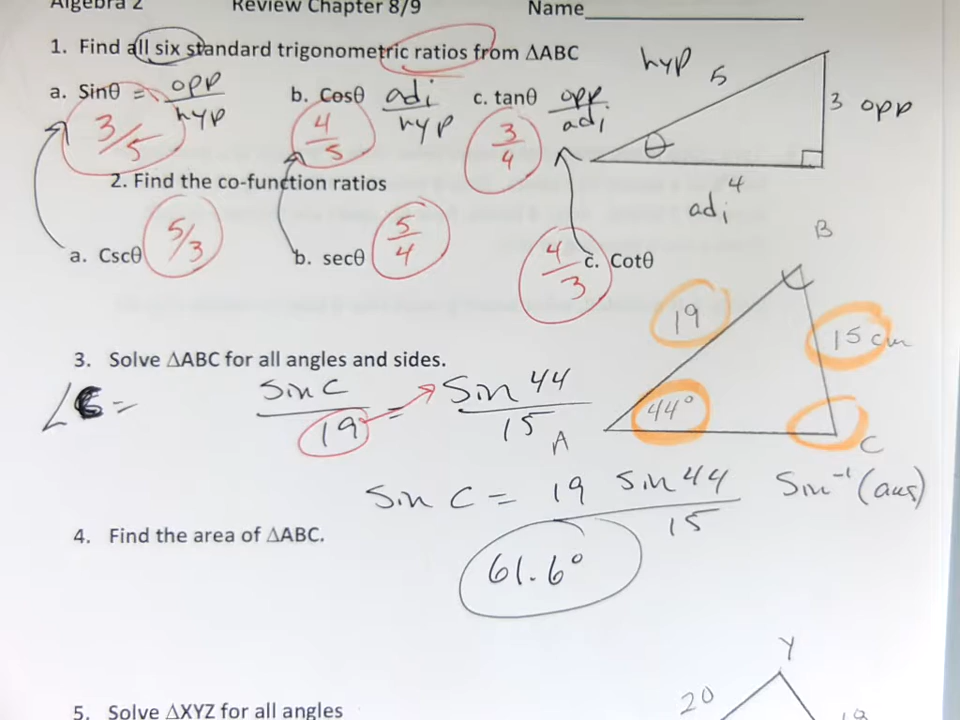 Algebra 2 Review Chapter 8/9 Name
1. Find all six standard trigonometric ratios from ΔABC
a. Sinθ = opp/hyp b. Cosθ adj/hyp c. tanθ opp/adj
3/5 4/5 3/4
hyp 5 3 opp
θ
4
adj
2. Find the co-function ratios
a. Cscθ 5/3 b. secθ 5/4 4/3 c. Cotθ
B
19 15 cm
3. Solve ΔABC for all angles and sides.
44°
A C
∠C = sin C/19 = Sin 44/15
Sin C = 19 Sin 44/15 Sin⁻¹(ans)
4. Find the area of ΔABC.
61.6°
Y
20
5. Solve ΔXYZ for all angles